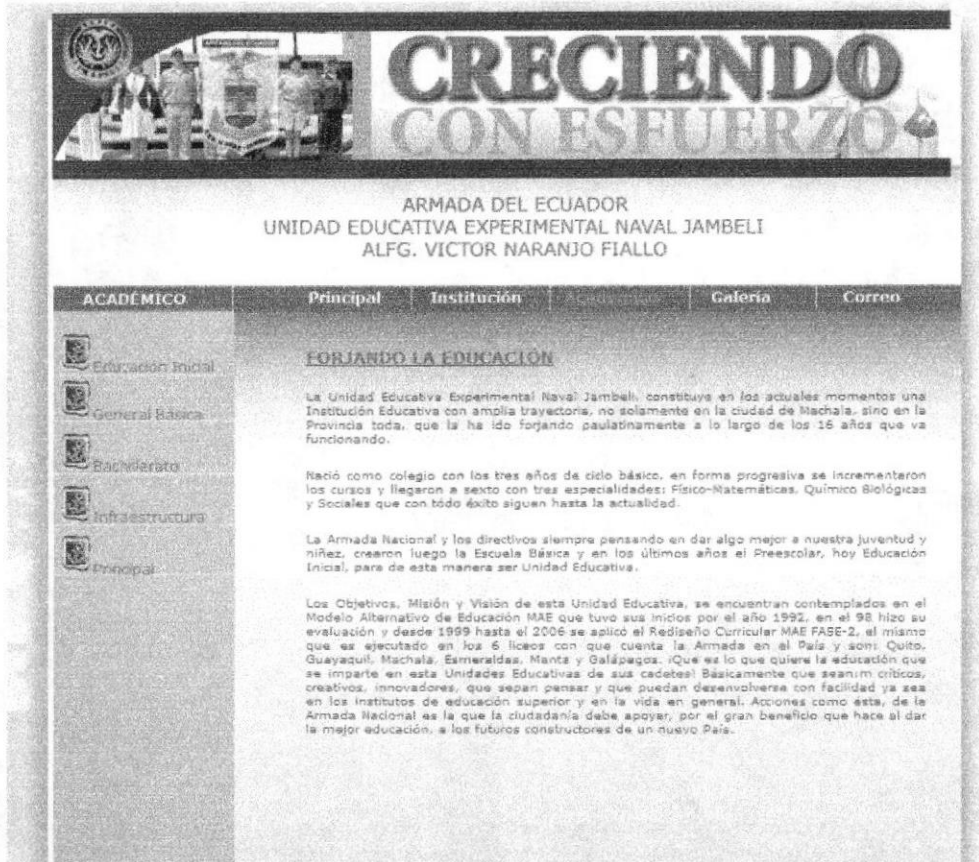 CRECIENDO
CON ESFUERZO
ARMADA DEL ECUADOR
UNIDAD EDUCATIVA EXPERIMENTAL NAVAL JAMBELI
ALFG. VICTOR NARANJO FIALLO
ACADÉMICO
Principal Institución Académico Galería Correo
Educación Inicial
General Básica
Bachillerato
Infraestructura
Principal
FORJANDO LA EDUCACIÓN
La Unidad Educativa Experimental Naval Jambeli, constituye en los actuales momentos una
Institución Educativa con amplia trayectoria, no solamente en la ciudad de Machala, sino en la
Provincia toda, que la ha ido forjando paulatinamente a lo largo de los 16 años que va
funcionando.
Nació como colegio con los tres años de ciclo básico, en forma progresiva se incrementaron
los cursos y llegaron a sexto con tres especialidades: Físico-Matemáticas, Químico Biológicas
y Sociales que con todo éxito siguen hasta la actualidad.
La Armada Nacional y los directivos siempre pensando en dar algo mejor a nuestra juventud y
niñez, crearon luego la Escuela Básica y en los últimos años el Preescolar, hoy Educación
Inicial, para de esta manera ser Unidad Educativa.
Los Objetivos, Misión y Visión de esta Unidad Educativa, se encuentran contemplados en el
Modelo Alternativo de Educación MAE que tuvo sus inicios por el año 1992, en el 98 hizo su
evaluación y desde 1999 hasta el 2006 se aplicó el Rediseño Curricular MAE FASE-2, el mismo
que es ejecutado en los 6 liceos con que cuenta la Armada en el País y som: Quito,
Guayaquil, Machala, Esmeraldas, Manta y Galápagos. ¡Que es lo que quiere la educación que
se imparte en esta Unidades Educativas de sus cadetes! Básicamente que seanım críticos,
creativos, innovadores, que sepan pensar y que puedan desenvolverse con facilidad ya sea
en los institutos de educación superior y en la vida en general. Acciones como ésta, de la
Armada Nacional es la que la ciudadanía debe apoyar, por el gran beneficio que hace al dar
la mejor educación, a los futuros constructores de un nuevo País.